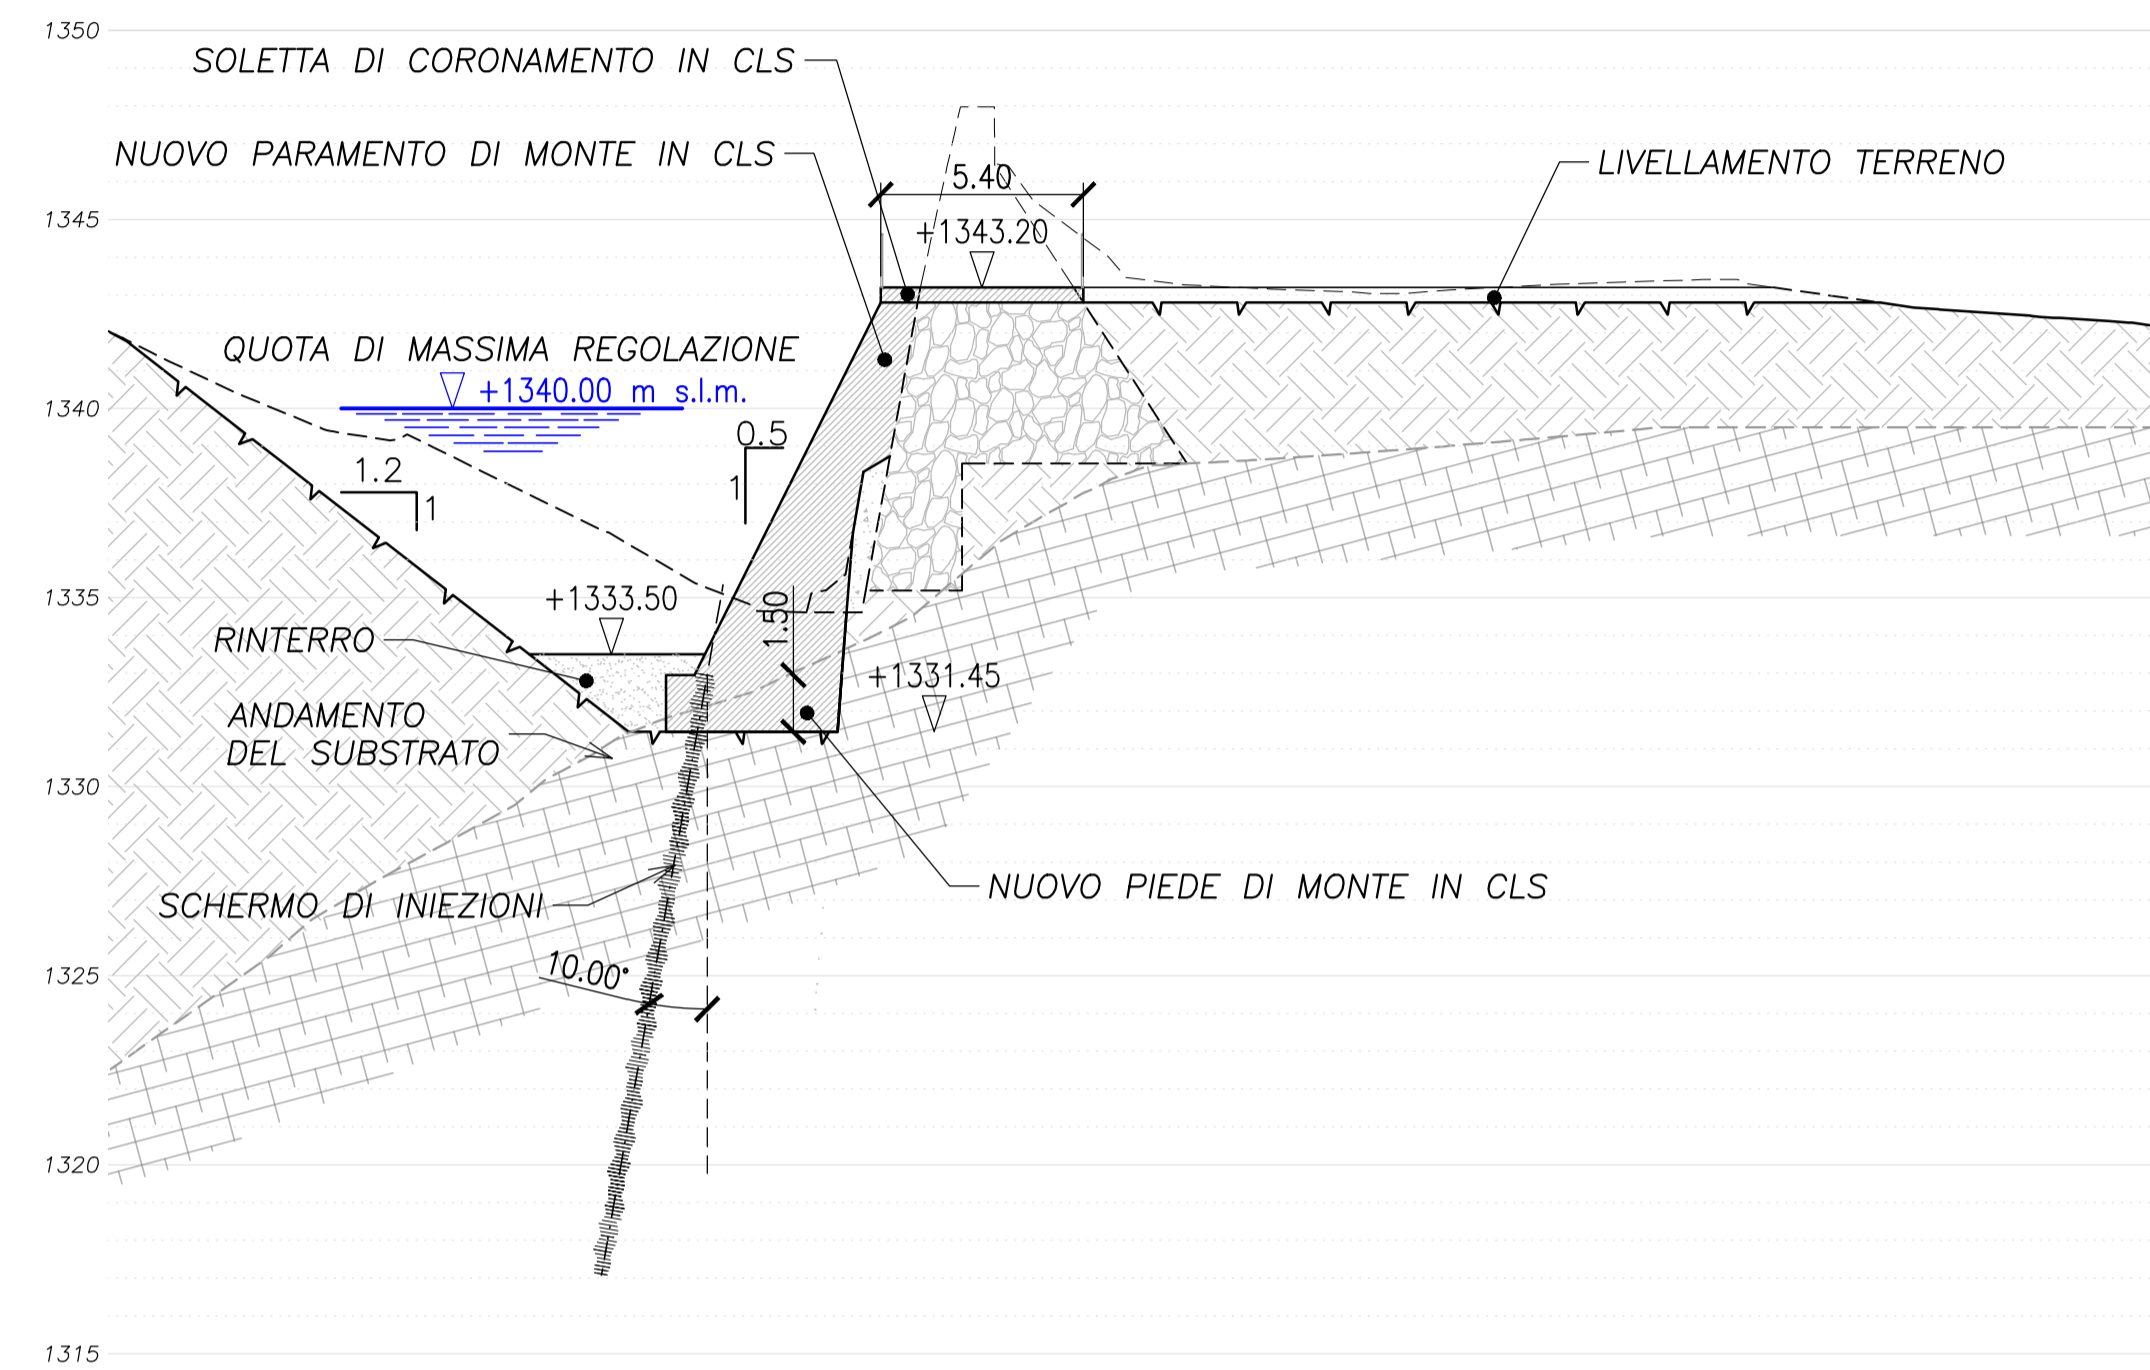 1350
SOLETTA DI CORONAMENTO IN CLS
NUOVO PARAMENTO DI MONTE IN CLS
LIVELLAMENTO TERRENO
5.40
1345
+1343.20
QUOTA DI MASSIMA REGOLAZIONE
+1340.00 m s.l.m.
1340
0.5
1
1.2
1
1335
+1333.50
1.50
RINTERRO
+1331.45
ANDAMENTO
DEL SUBSTRATO
1330
NUOVO PIEDE DI MONTE IN CLS
SCHERMO DI INIEZIONI
1325
10.00°
1320
1315